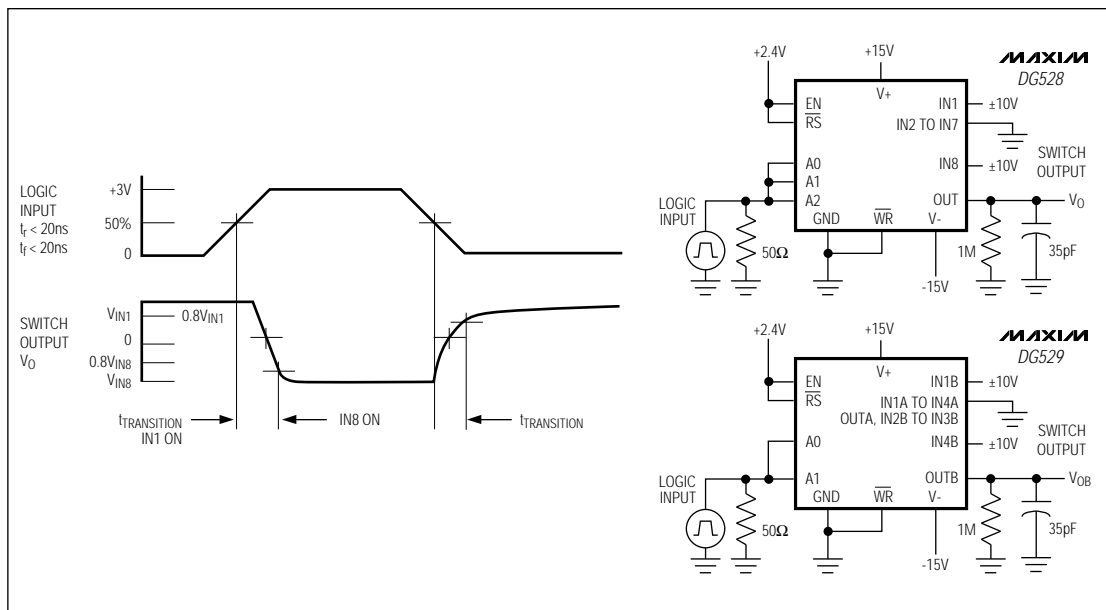 LOGIC
INPUT
tr < 20ns
tf < 20ns
+3V
50%
0
SWITCH
OUTPUT
VO
VIN1
0.8VIN1
0
0.8VIN8
VIN8
tTRANSITION
IN1 ON
IN8 ON
tTRANSITION
+2.4V
+15V
MAXIM
DG528
V+
EN
RS
IN1
±10V
IN2 TO IN7
A0
A1
A2
IN8
±10V
SWITCH
OUTPUT
OUT
VO
LOGIC
INPUT
GND
WR
V-
50Ω
1M
35pF
-15V
+2.4V
+15V
MAXIM
DG529
V+
EN
RS
IN1B
±10V
IN1A TO IN4A
OUTA, IN2B TO IN3B
A0
IN4B
±10V
SWITCH
OUTPUT
A1
OUTB
VOB
LOGIC
INPUT
GND
WR
V-
50Ω
1M
35pF
-15V